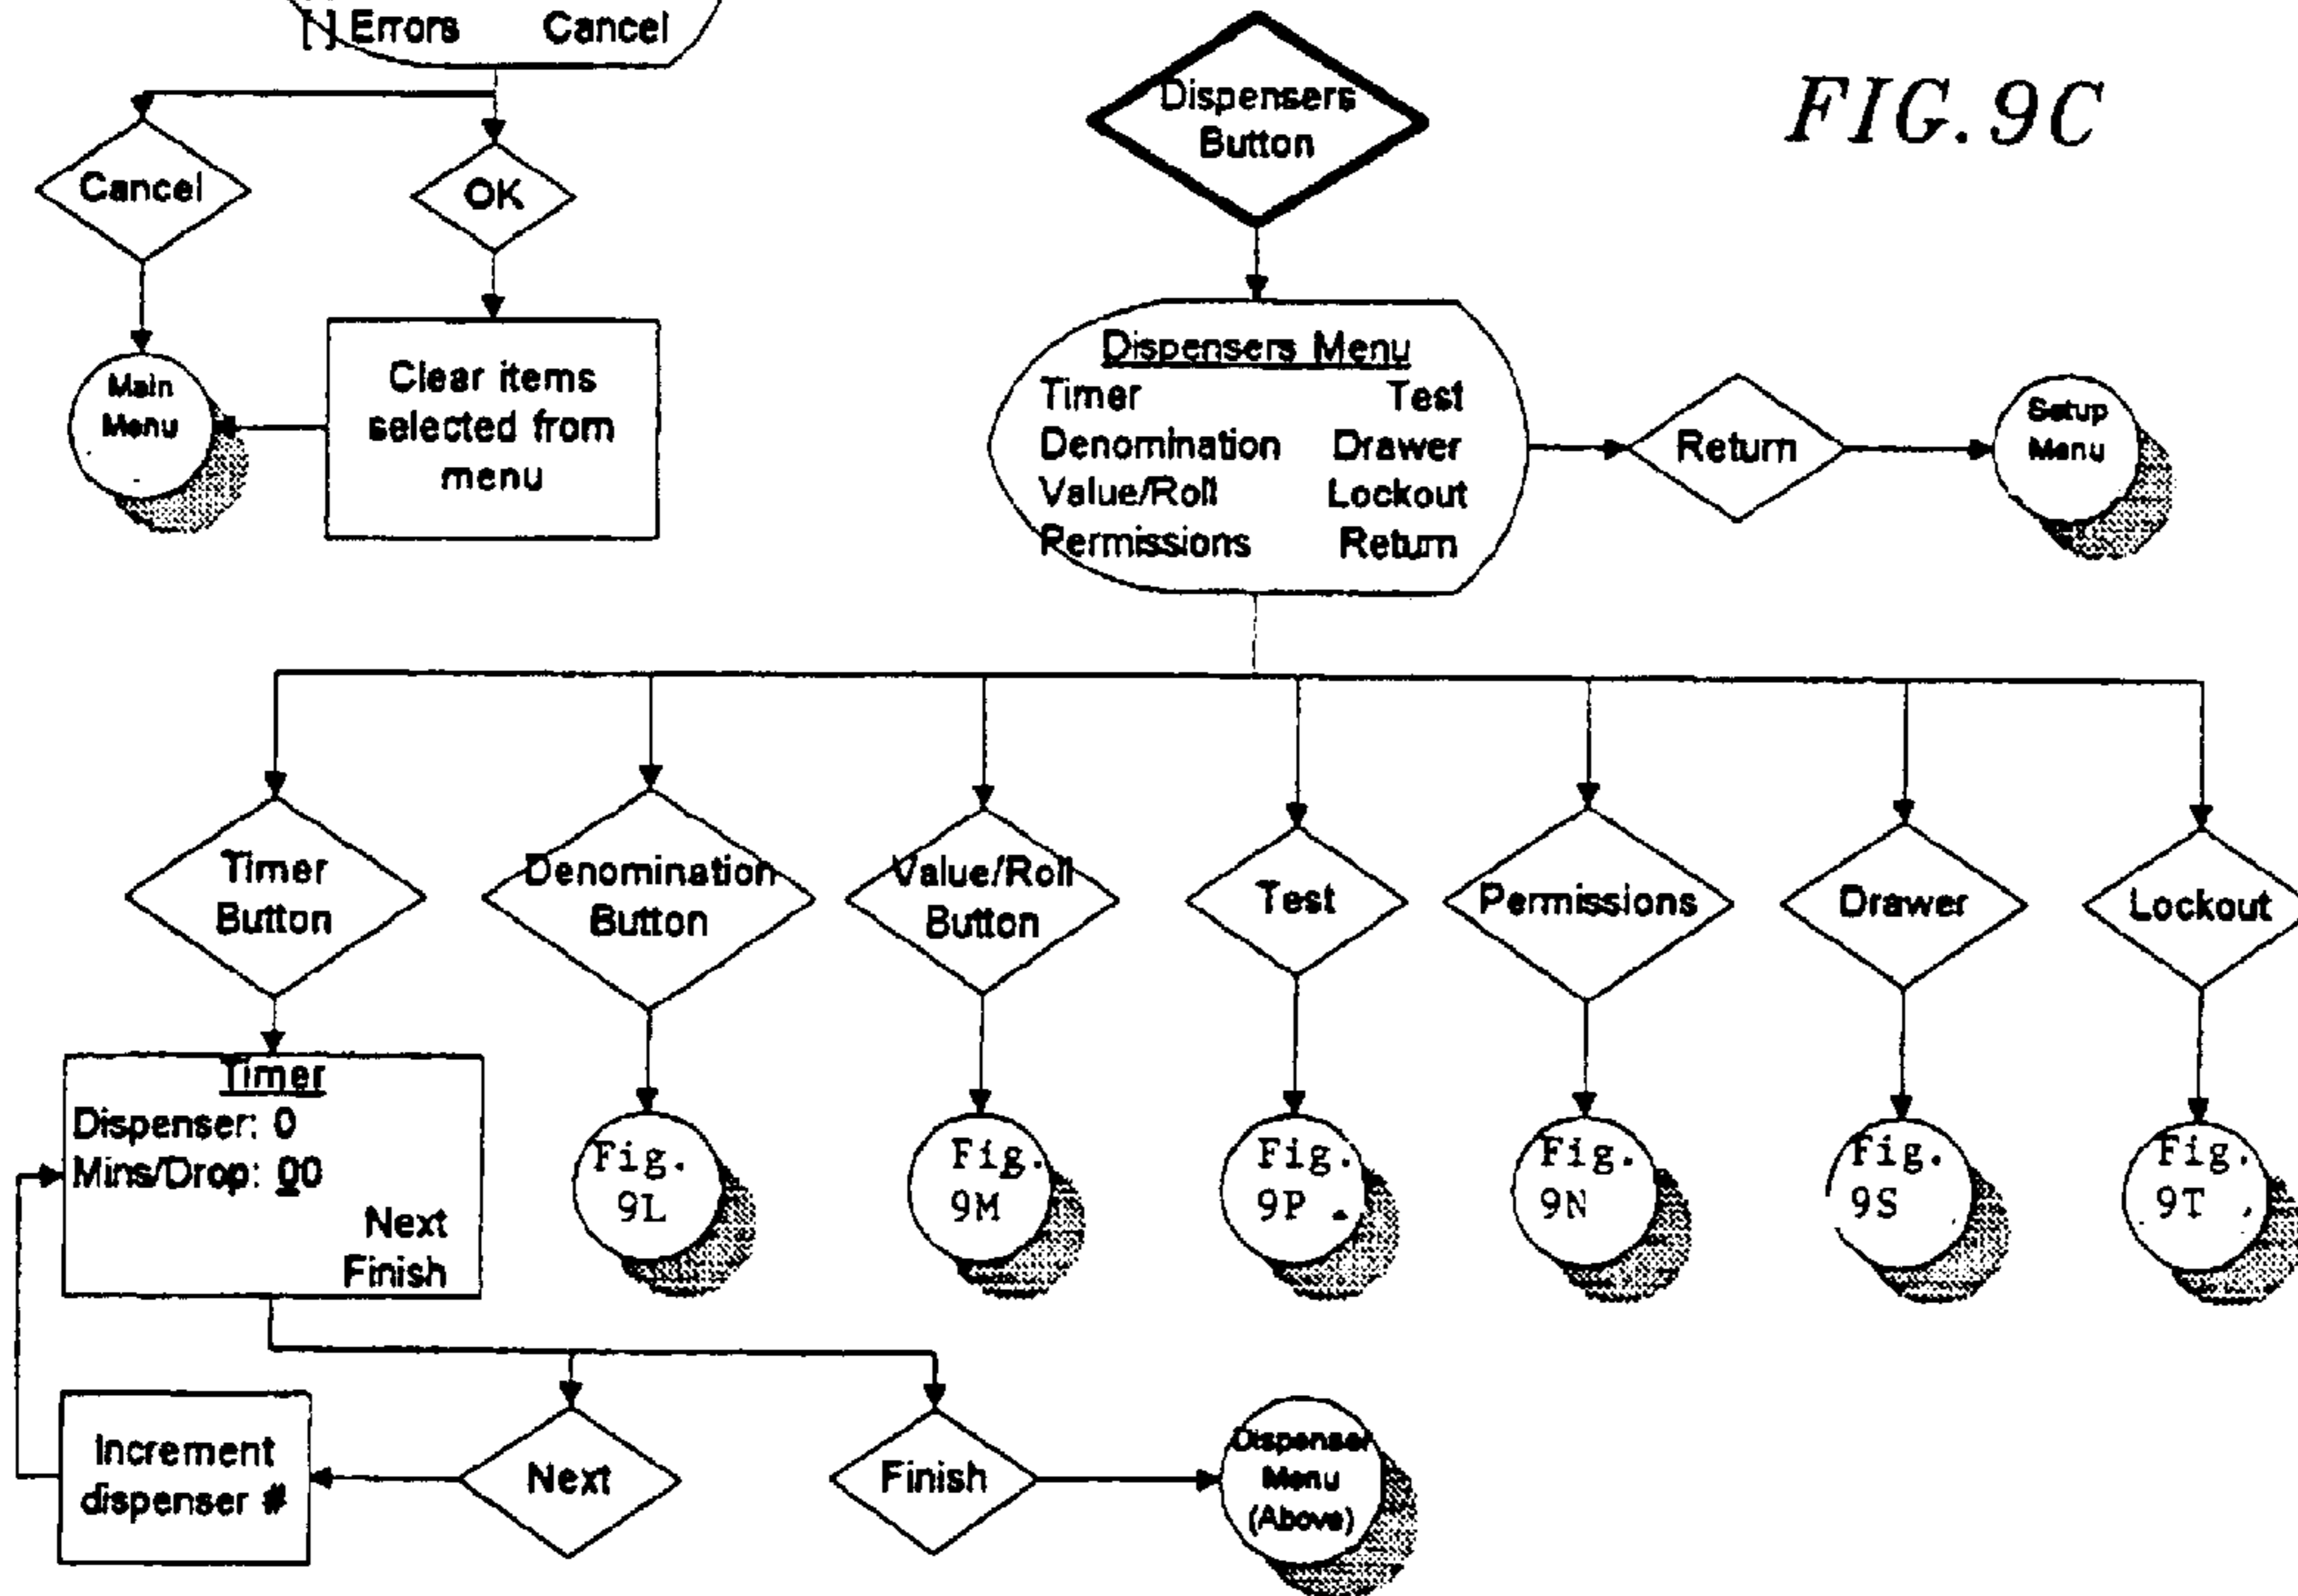 [ ] Errors Cancel
FIG. 9C
Dispensers
Button
Cancel
OK
Main
Menu
Clear items
selected from
menu
Dispensers Menu
Timer Test
Denomination Drawer
Value/Roll Lockout
Permissions Return
Return
Setup
Menu
Timer
Button
Denomination
Button
Value/Roll
Button
Test
Permissions
Drawer
Lockout
Timer
Dispenser: 0
Mins/Drop: 00
Next
Finish
Fig.
9L
Fig.
9M
Fig.
9P
Fig.
9N
Fig.
9S
Fig.
9T
Increment
dispenser #
Next
Finish
Dispenser
Menu
(Above)